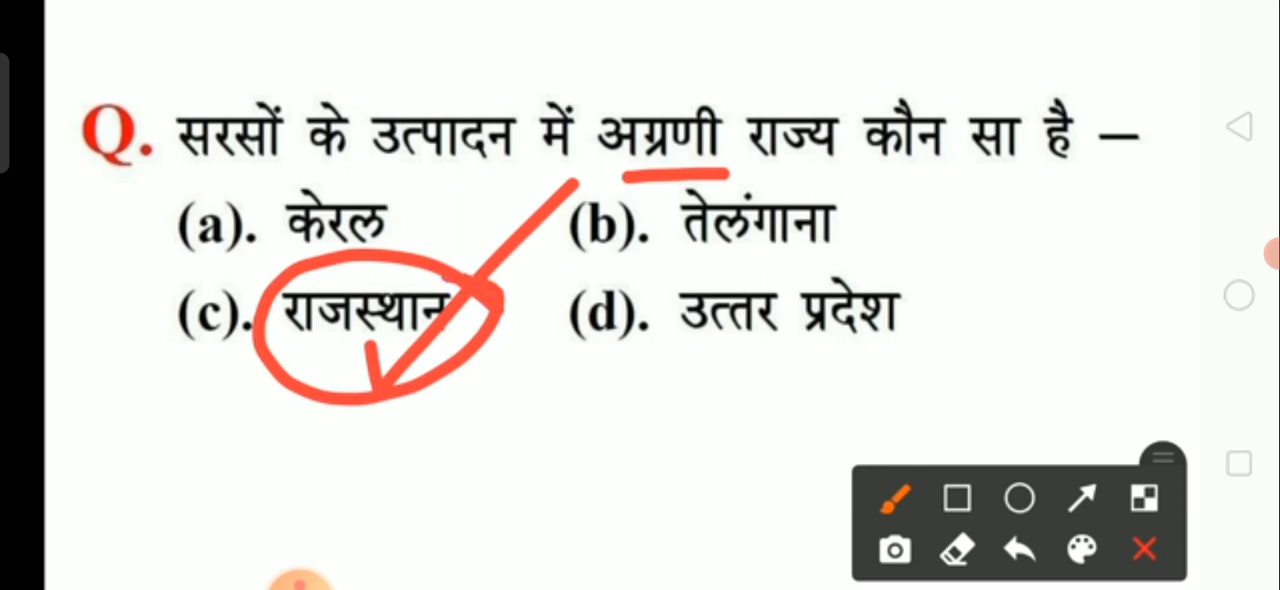 Q. सरसों के उत्पादन में अग्रणी राज्य कौन सा है –
(a). केरल (b). तेलंगाना
(c). राजस्थान (d). उत्तर प्रदेश